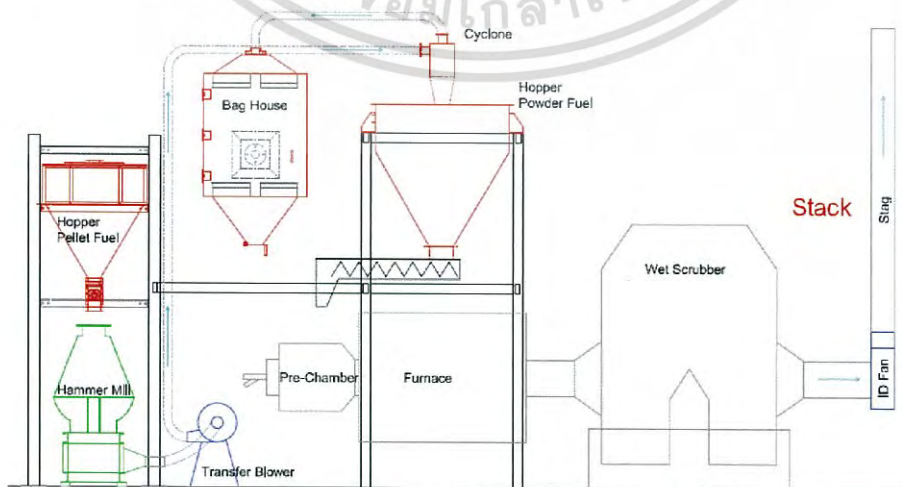 Cyclone
Hopper
Powder Fuel
Bag House
Hopper
Pellet Fuel
Stack
Stag
Wet Scrubber
Pre-Chamber
Furnace
Hammer Mill
ID Fan
Transfer Blower